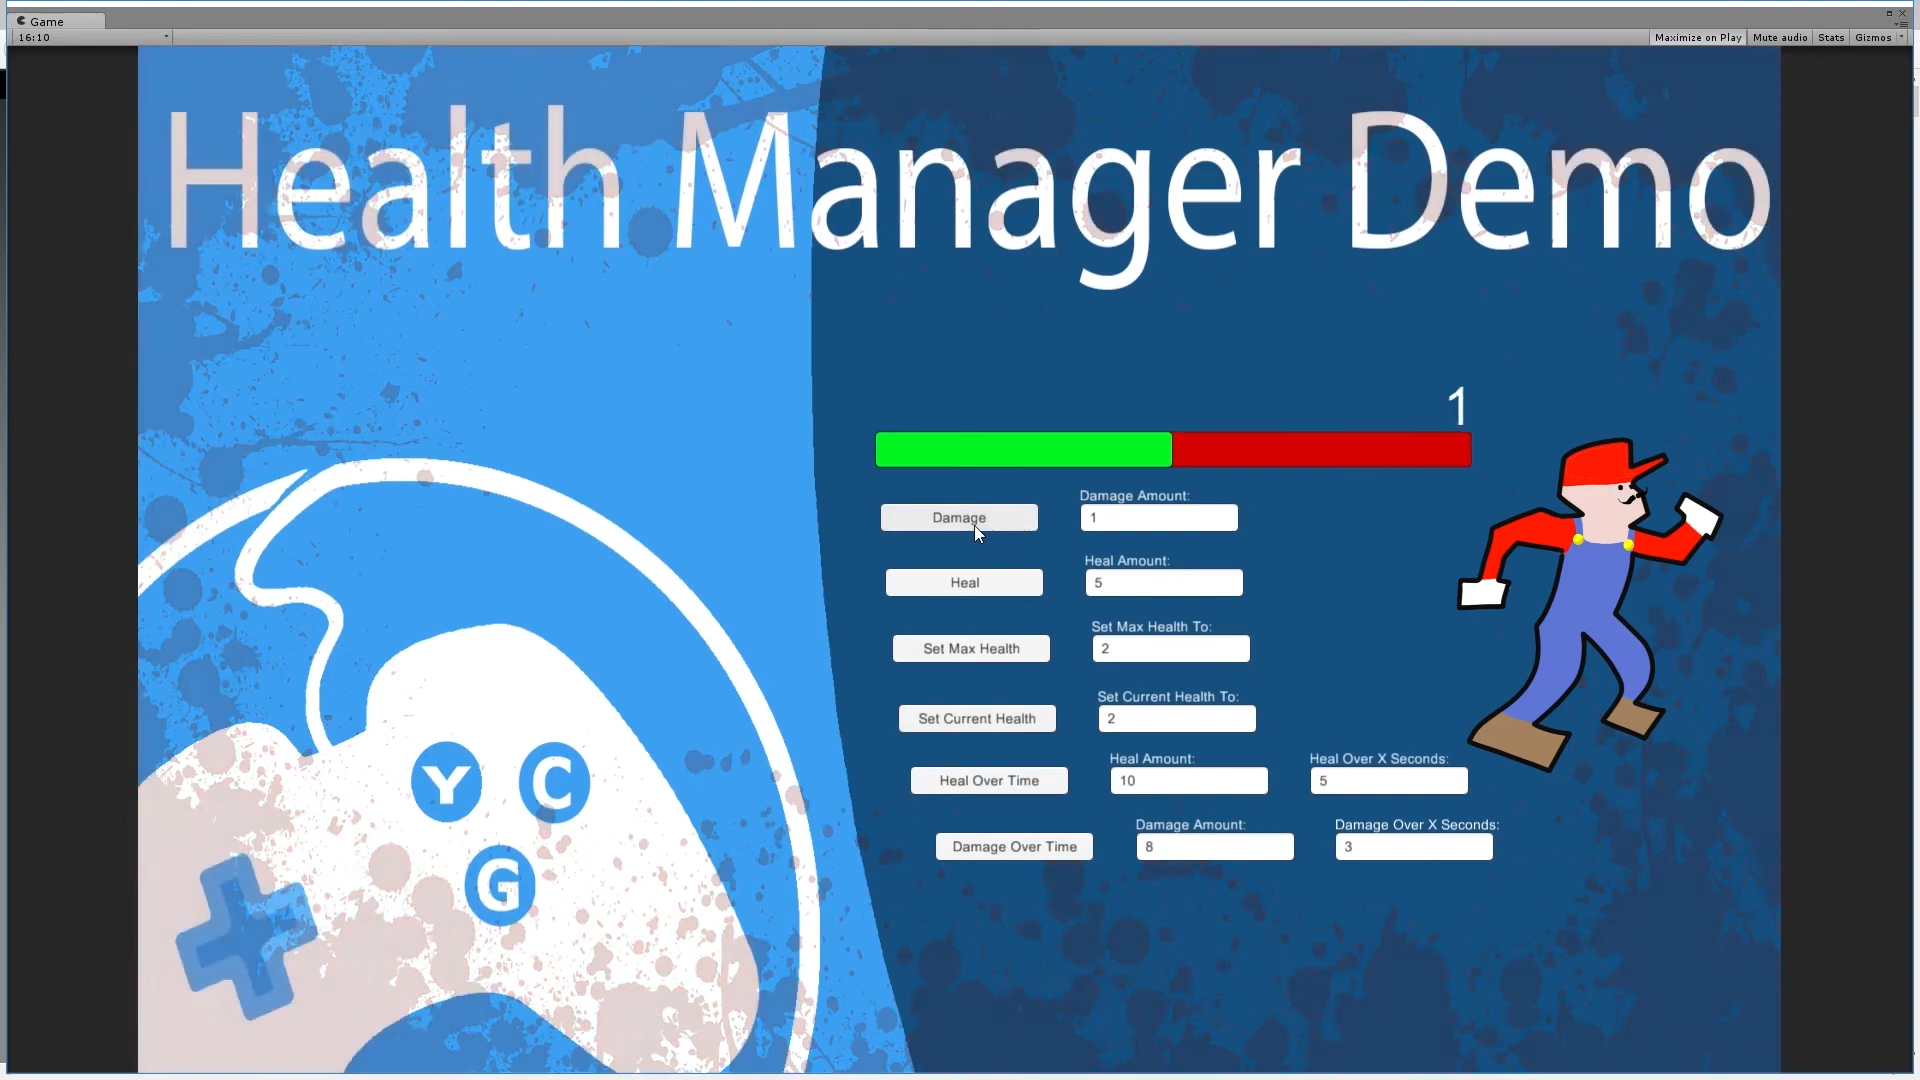 Game
16:10
Maximize on Play Mute audio Stats Gizmos
Health Manager Demo
1
Damage Amount:
Damage 1
Heal Amount:
Heal 5
Set Max Health To:
Set Max Health 2
Set Current Health To:
Set Current Health 2
Heal Amount: Heal Over X Seconds:
Heal Over Time 10 5
Damage Amount: Damage Over X Seconds:
Damage Over Time 8 3
Y C
G